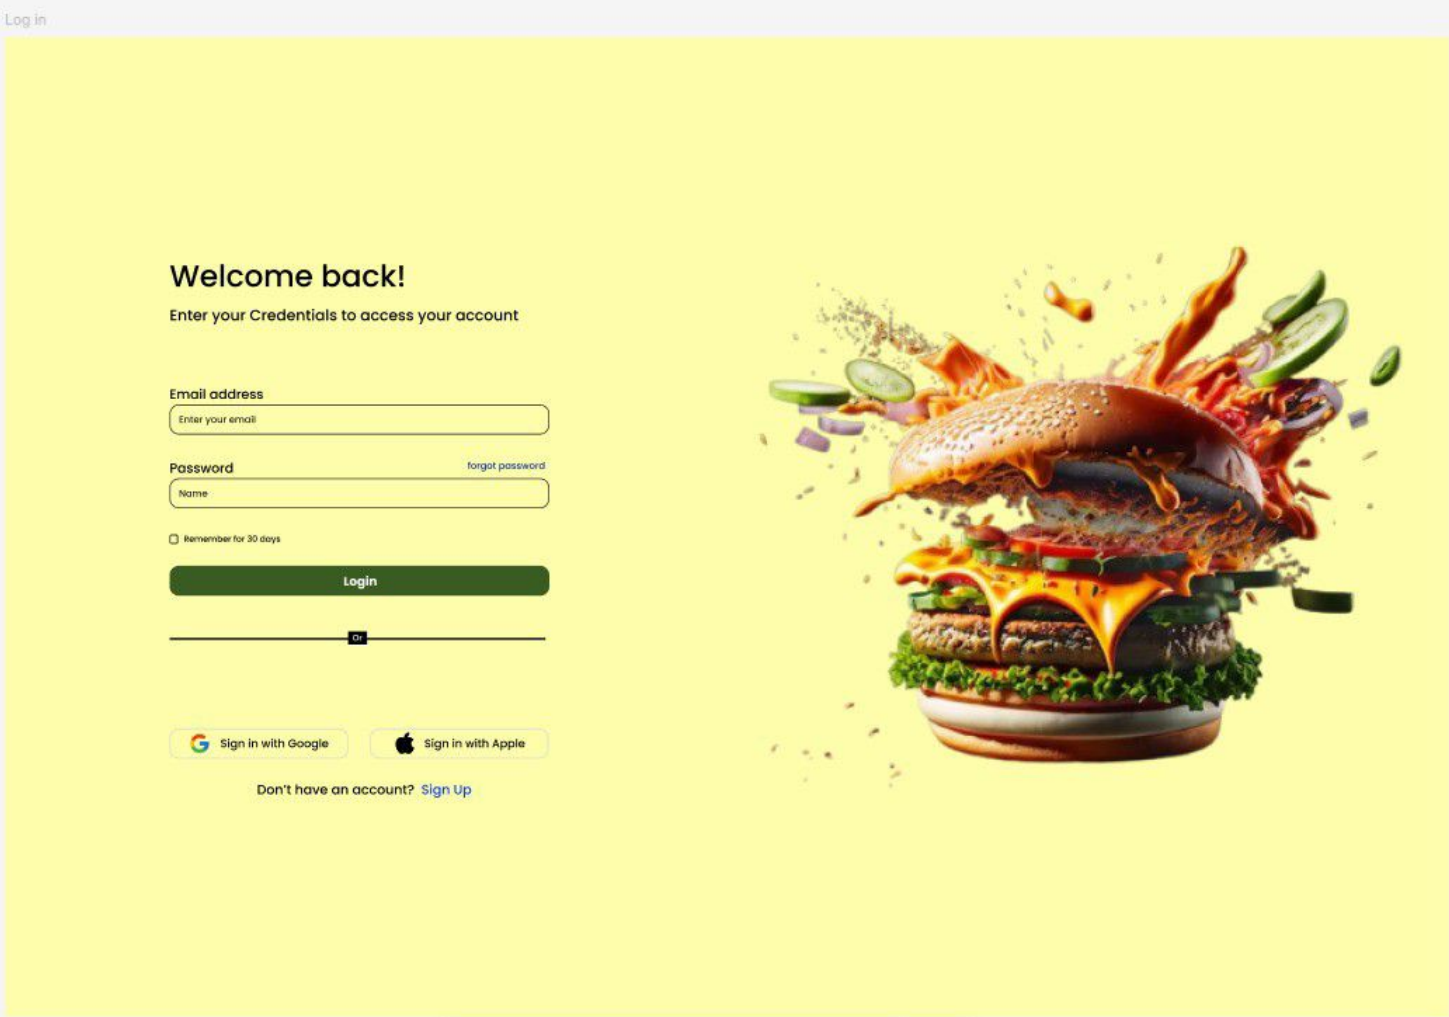 Log in
Welcome back!
Enter your Credentials to access your account
Email address
Enter your email
Password
forgot password
Name
Remember for 30 days
Login
Or
Sign in with Google
Sign in with Apple
Don't have an account? Sign Up